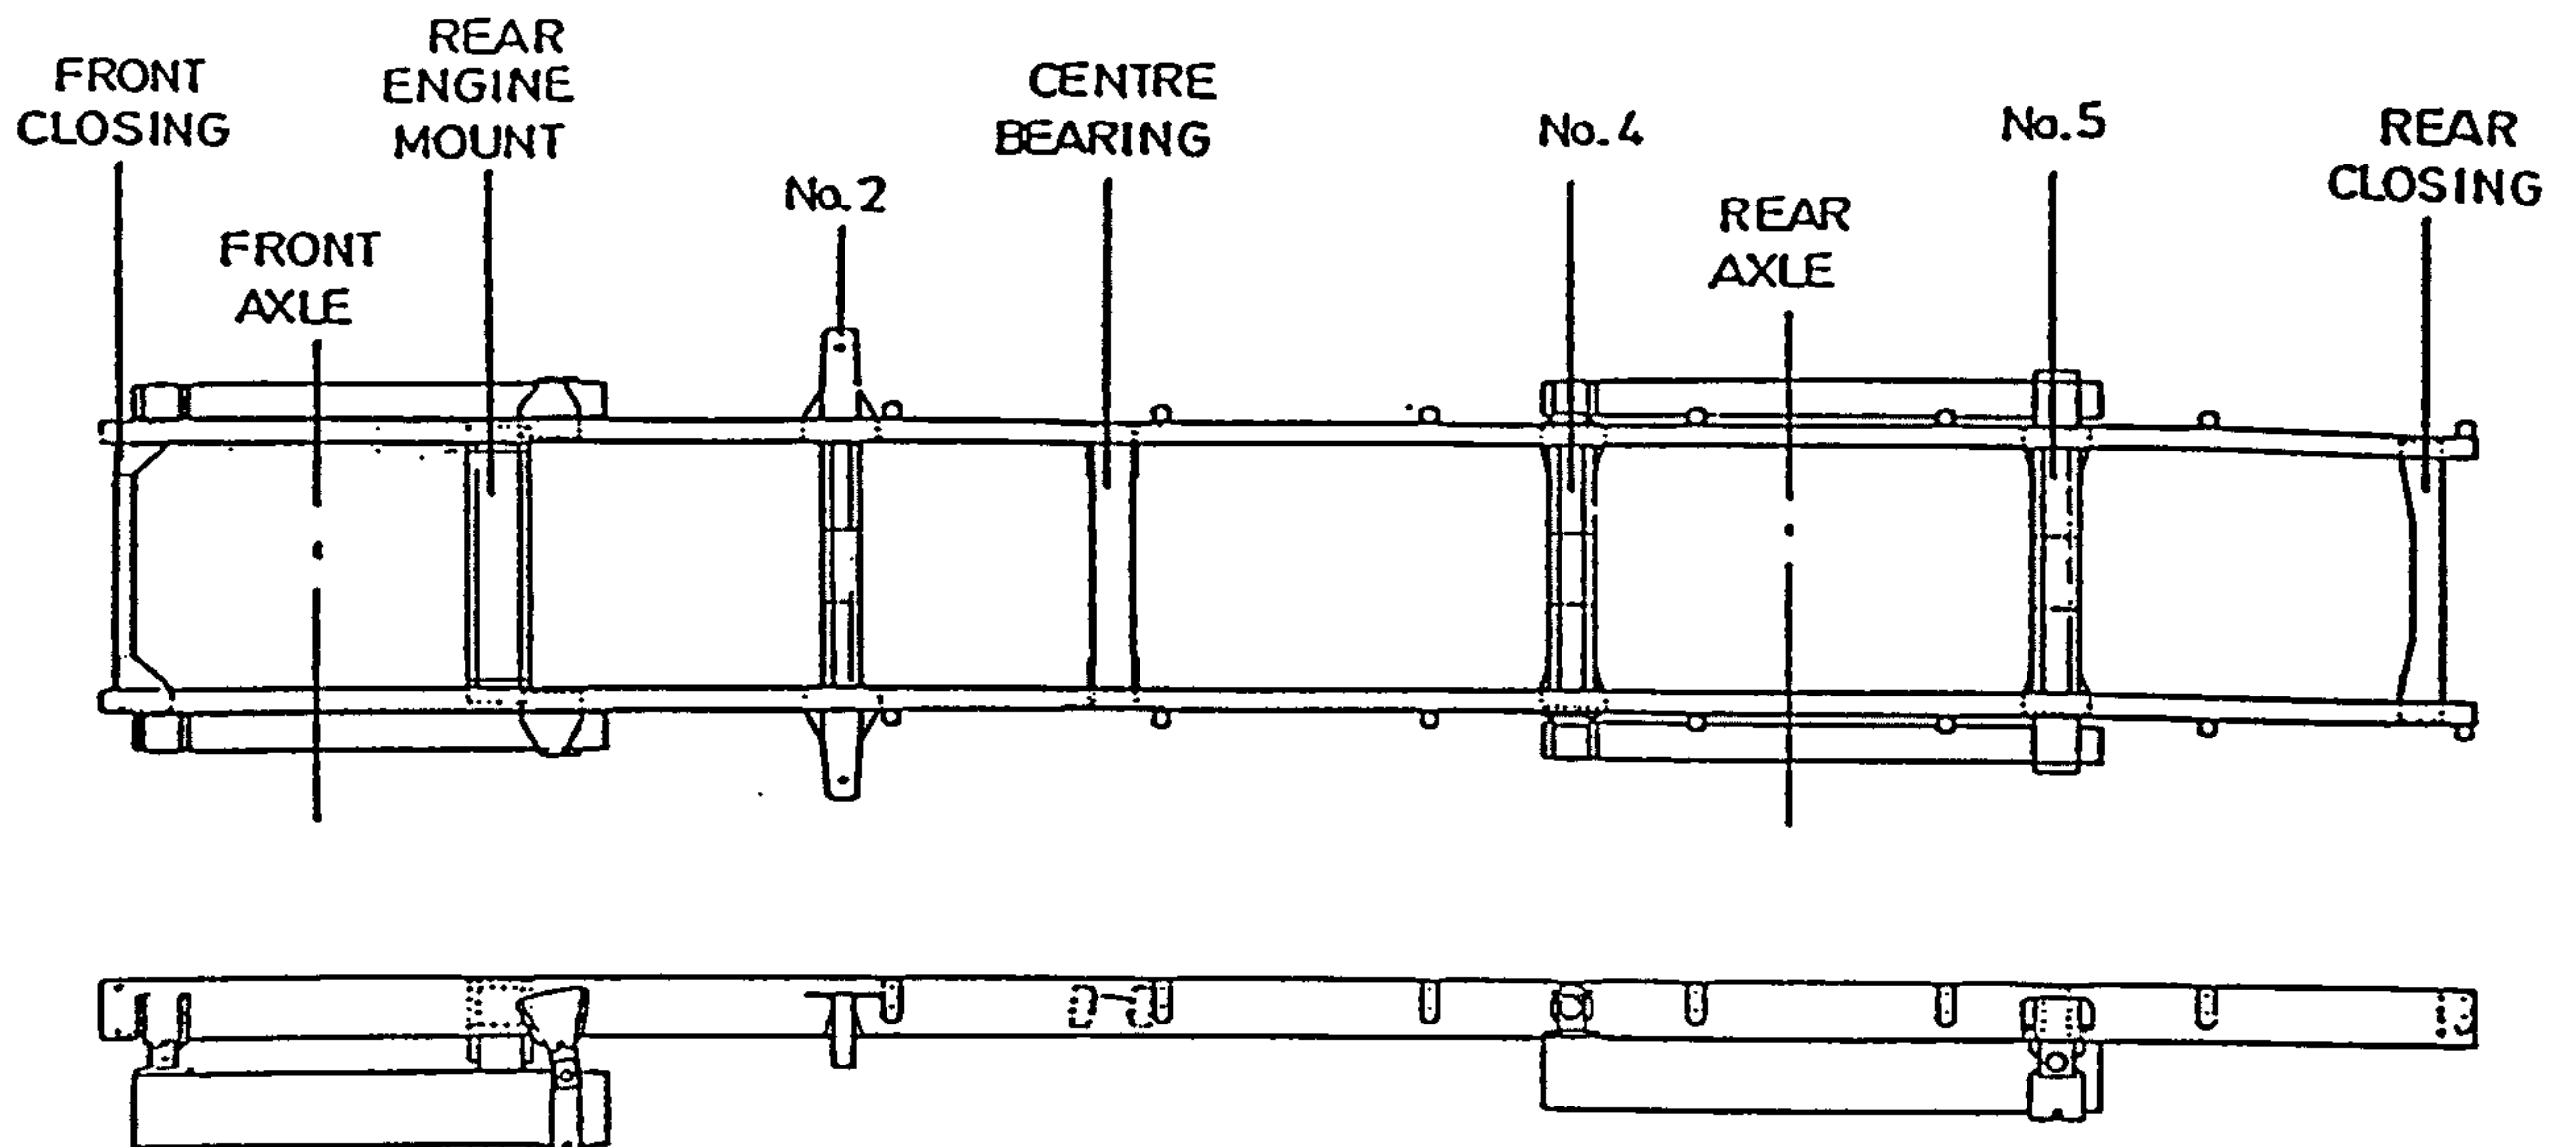 FRONT
CLOSING
FRONT
AXLE
REAR
ENGINE
MOUNT
No.2
CENTRE
BEARING
No.4
REAR
AXLE
No.5
REAR
CLOSING